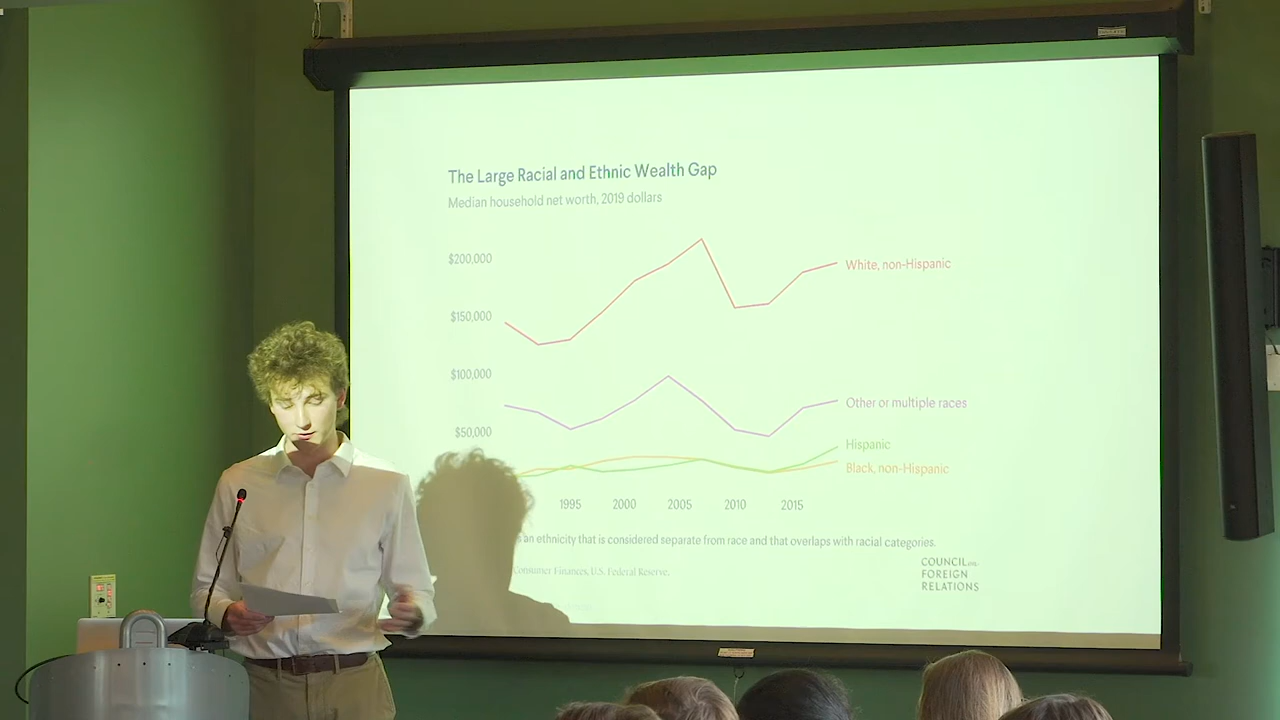 The Large Racial and Ethnic Wealth Gap
Median household net worth, 2019 dollars
$200,000
$150,000
$100,000
$50,000
White, non-Hispanic
Other or multiple races
Hispanic
Black, non-Hispanic
1995 2000 2005 2010 2015
an ethnicity that is considered separate from race and that overlaps with racial categories.
Consumer Finances, U.S. Federal Reserve.
COUNCIL on
FOREIGN
RELATIONS